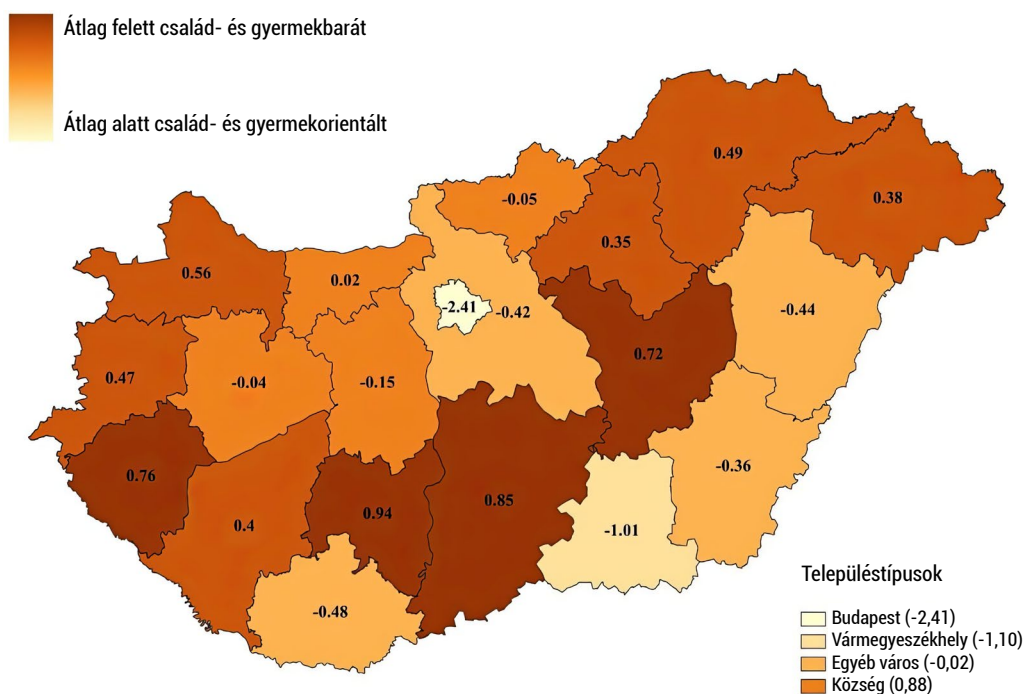 Átlag felett család- és gyermekbarát
Átlag alatt család- és gyermekorientált
0.49
-0.05
0.38
0.35
0.56
0.02
-2.41
-0.42
-0.44
0.72
0.47
-0.04
-0.15
-0.36
0.76
0.85
0.94
0.4
-1.01
-0.48
Településtípusok
Budapest (-2,41)
Vármegyeszékhely (-1,10)
Egyéb város (-0,02)
Község (0,88)